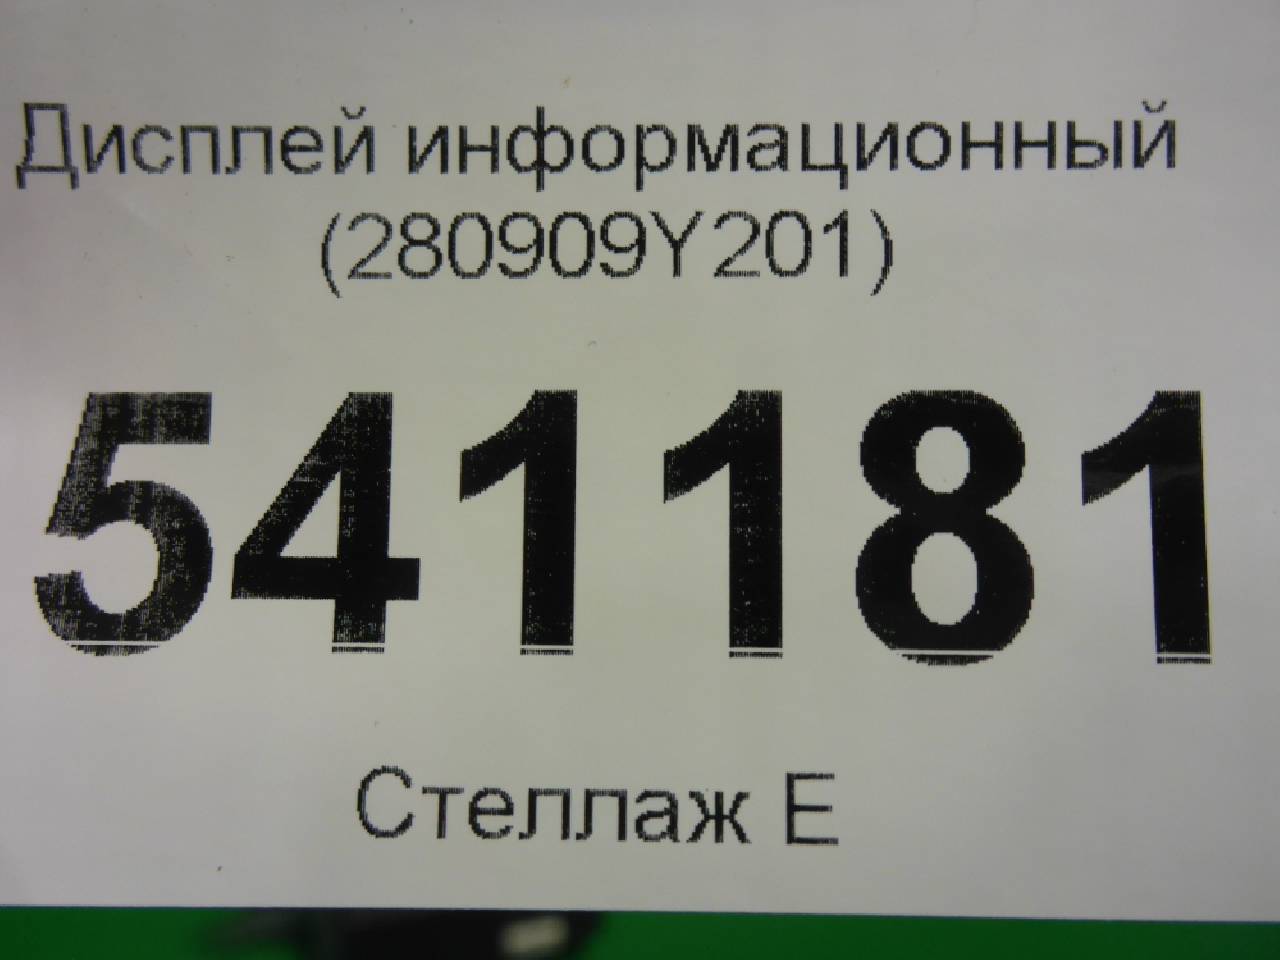 Дисплей информационный
(280909Y201)
541181
Стеллаж Е